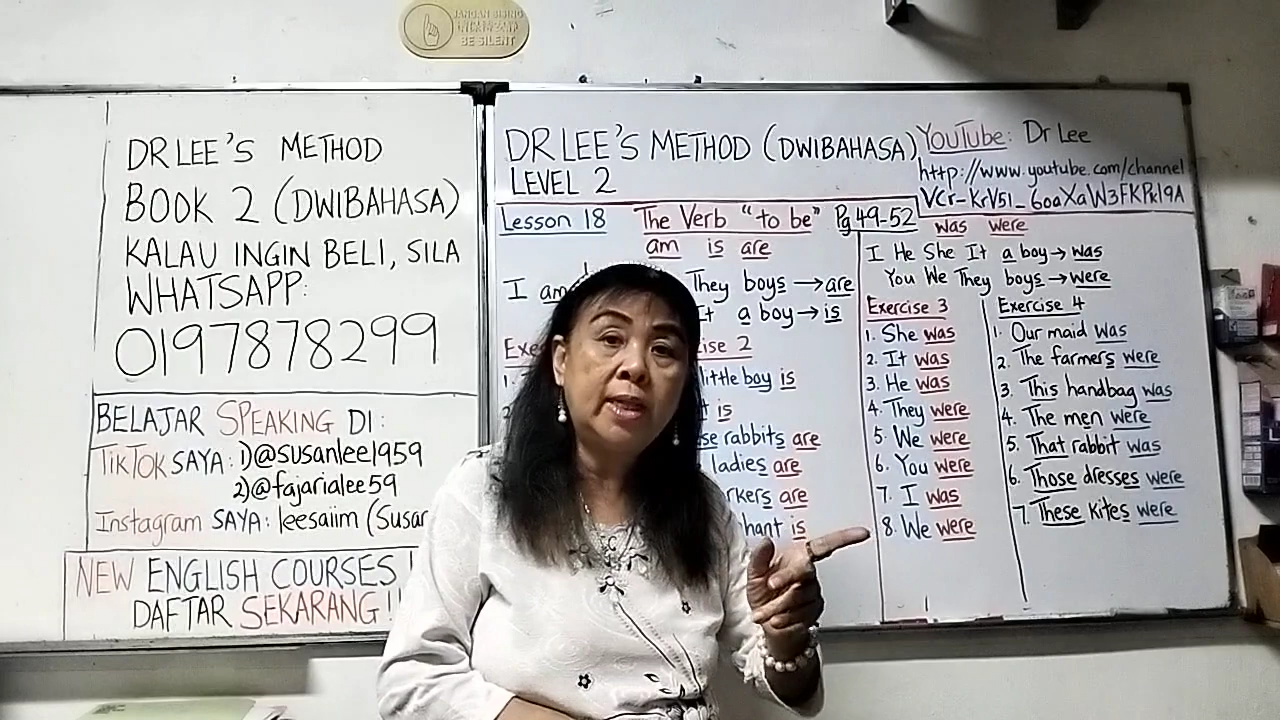 JANGAN BISING
BE SILENT
DR LEE'S METHOD
BOOK 2 (DWIBAHASA)
KALAU INGIN BELI, SILA
WHATSAPP:
0197878299
BELAJAR SPEAKING DI:
TIKTOK SAYA: 1)@susanlee1959
2)@fajarialee59
Instagram SAYA: leesaiim (Susan
NEW ENGLISH COURSES !
DAFTAR SEKARANG!!
DR LEE'S METHOD (DWIBAHASA)
LEVEL 2
YOUTUBE: Dr Lee
http://www.youtube.com/channel
VCr-KrV51_6oaXaW3FKPkl9A
Lesson 18 The Verb "to be" Pg 49-52
am is are
I am They boys→are
It a boy→is
2
1. little boy is
is
rabbits are
ladies are
are
is
was were
I He She It a boy→was
You We They boys→were
Exercise 3
1. She was
2. It was
3. He was
4. They were
5. We were
6. You were
7. I was
8. We were
Exercise 4
1. Our maid was
2. The farmers were
3. This handbag was
4. The men were
5. That rabbrt was
6. Those dresses were
7. These kites were